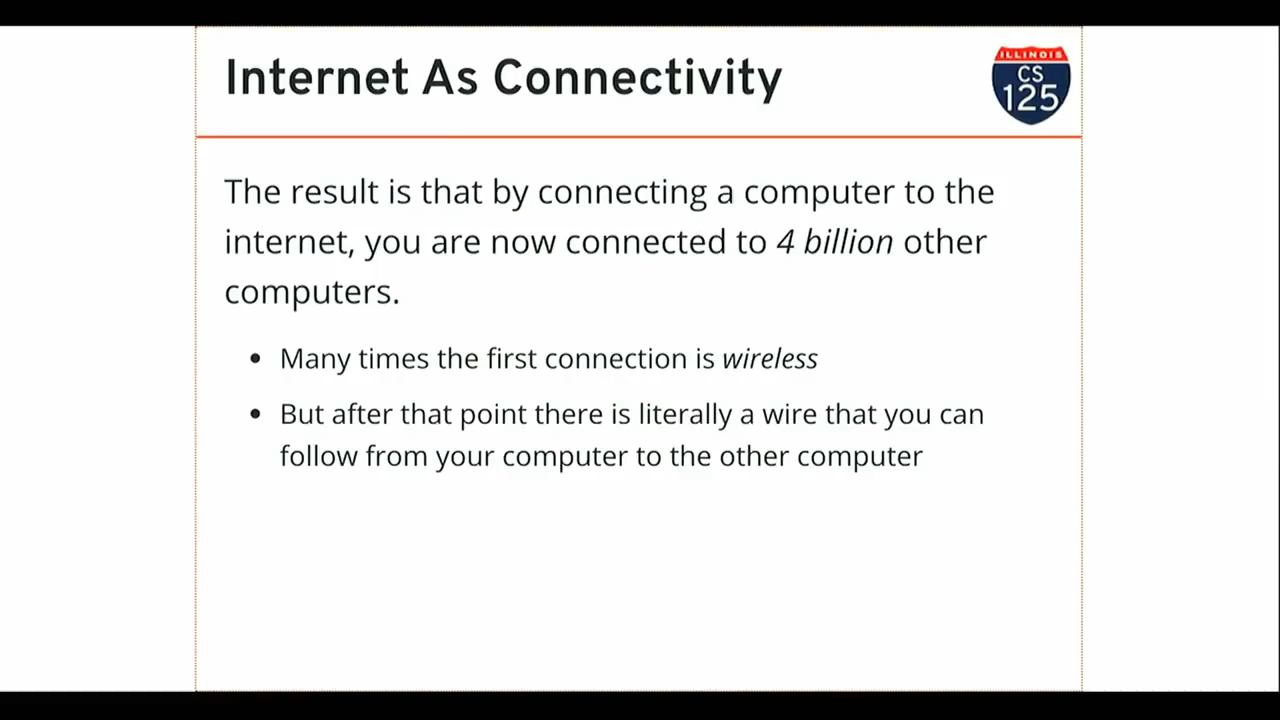 Internet As Connectivity
ILLINOIS
CS
125
The result is that by connecting a computer to the
internet, you are now connected to 4 billion other
computers.
• Many times the first connection is wireless
• But after that point there is literally a wire that you can
follow from your computer to the other computer